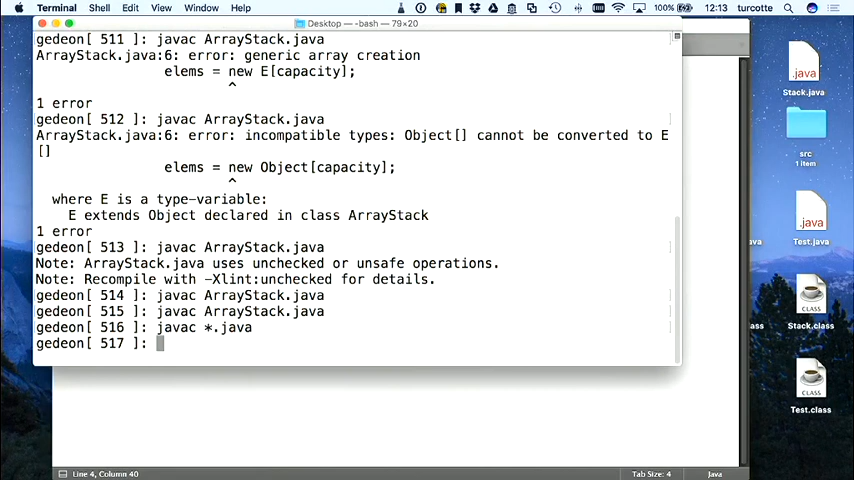 Terminal Shell Edit View Window Help 100% 12:13 turcotte
Desktop — -bash — 79×20
gedeon[ 511 ]: javac ArrayStack.java
ArrayStack.java:6: error: generic array creation
elems = new E[capacity];
^
1 error
gedeon[ 512 ]: javac ArrayStack.java
ArrayStack.java:6: error: incompatible types: Object[] cannot be converted to E
[]
elems = new Object[capacity];
^
where E is a type-variable:
E extends Object declared in class ArrayStack
1 error
gedeon[ 513 ]: javac ArrayStack.java
Note: ArrayStack.java uses unchecked or unsafe operations.
Note: Recompile with -Xlint:unchecked for details.
gedeon[ 514 ]: javac ArrayStack.java
gedeon[ 515 ]: javac ArrayStack.java
gedeon[ 516 ]: javac *.java
gedeon[ 517 ]:
.java
Stack.java
src
1 item
.java
Test.java
ava
Stack.class
ass
Test.class
Line 4, Column 40
Tab Size: 4
Java